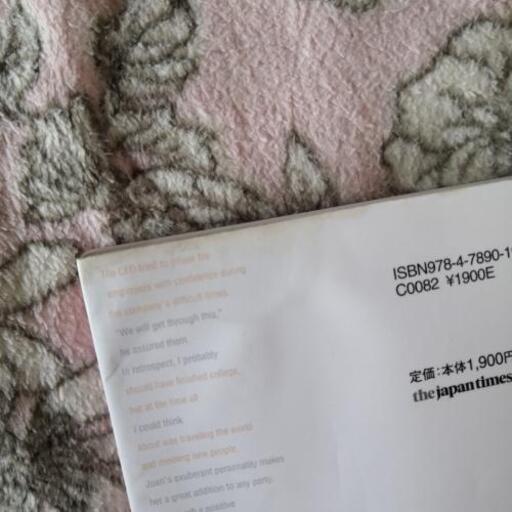 The CEO tried to infuse his
employees with confidence during
the company's difficult times.
"We will get through this,"
he assured them.
In retrospect, I probably
should have finished college,
but at the time all
I could think
about was traveling the world
and meeting new people.
Joan's exuberant personality makes
her a great addition to any party.
a positive
ISBN978-4-7890-1
C0082 ¥1900E
定価:本体1,900円
the japan times